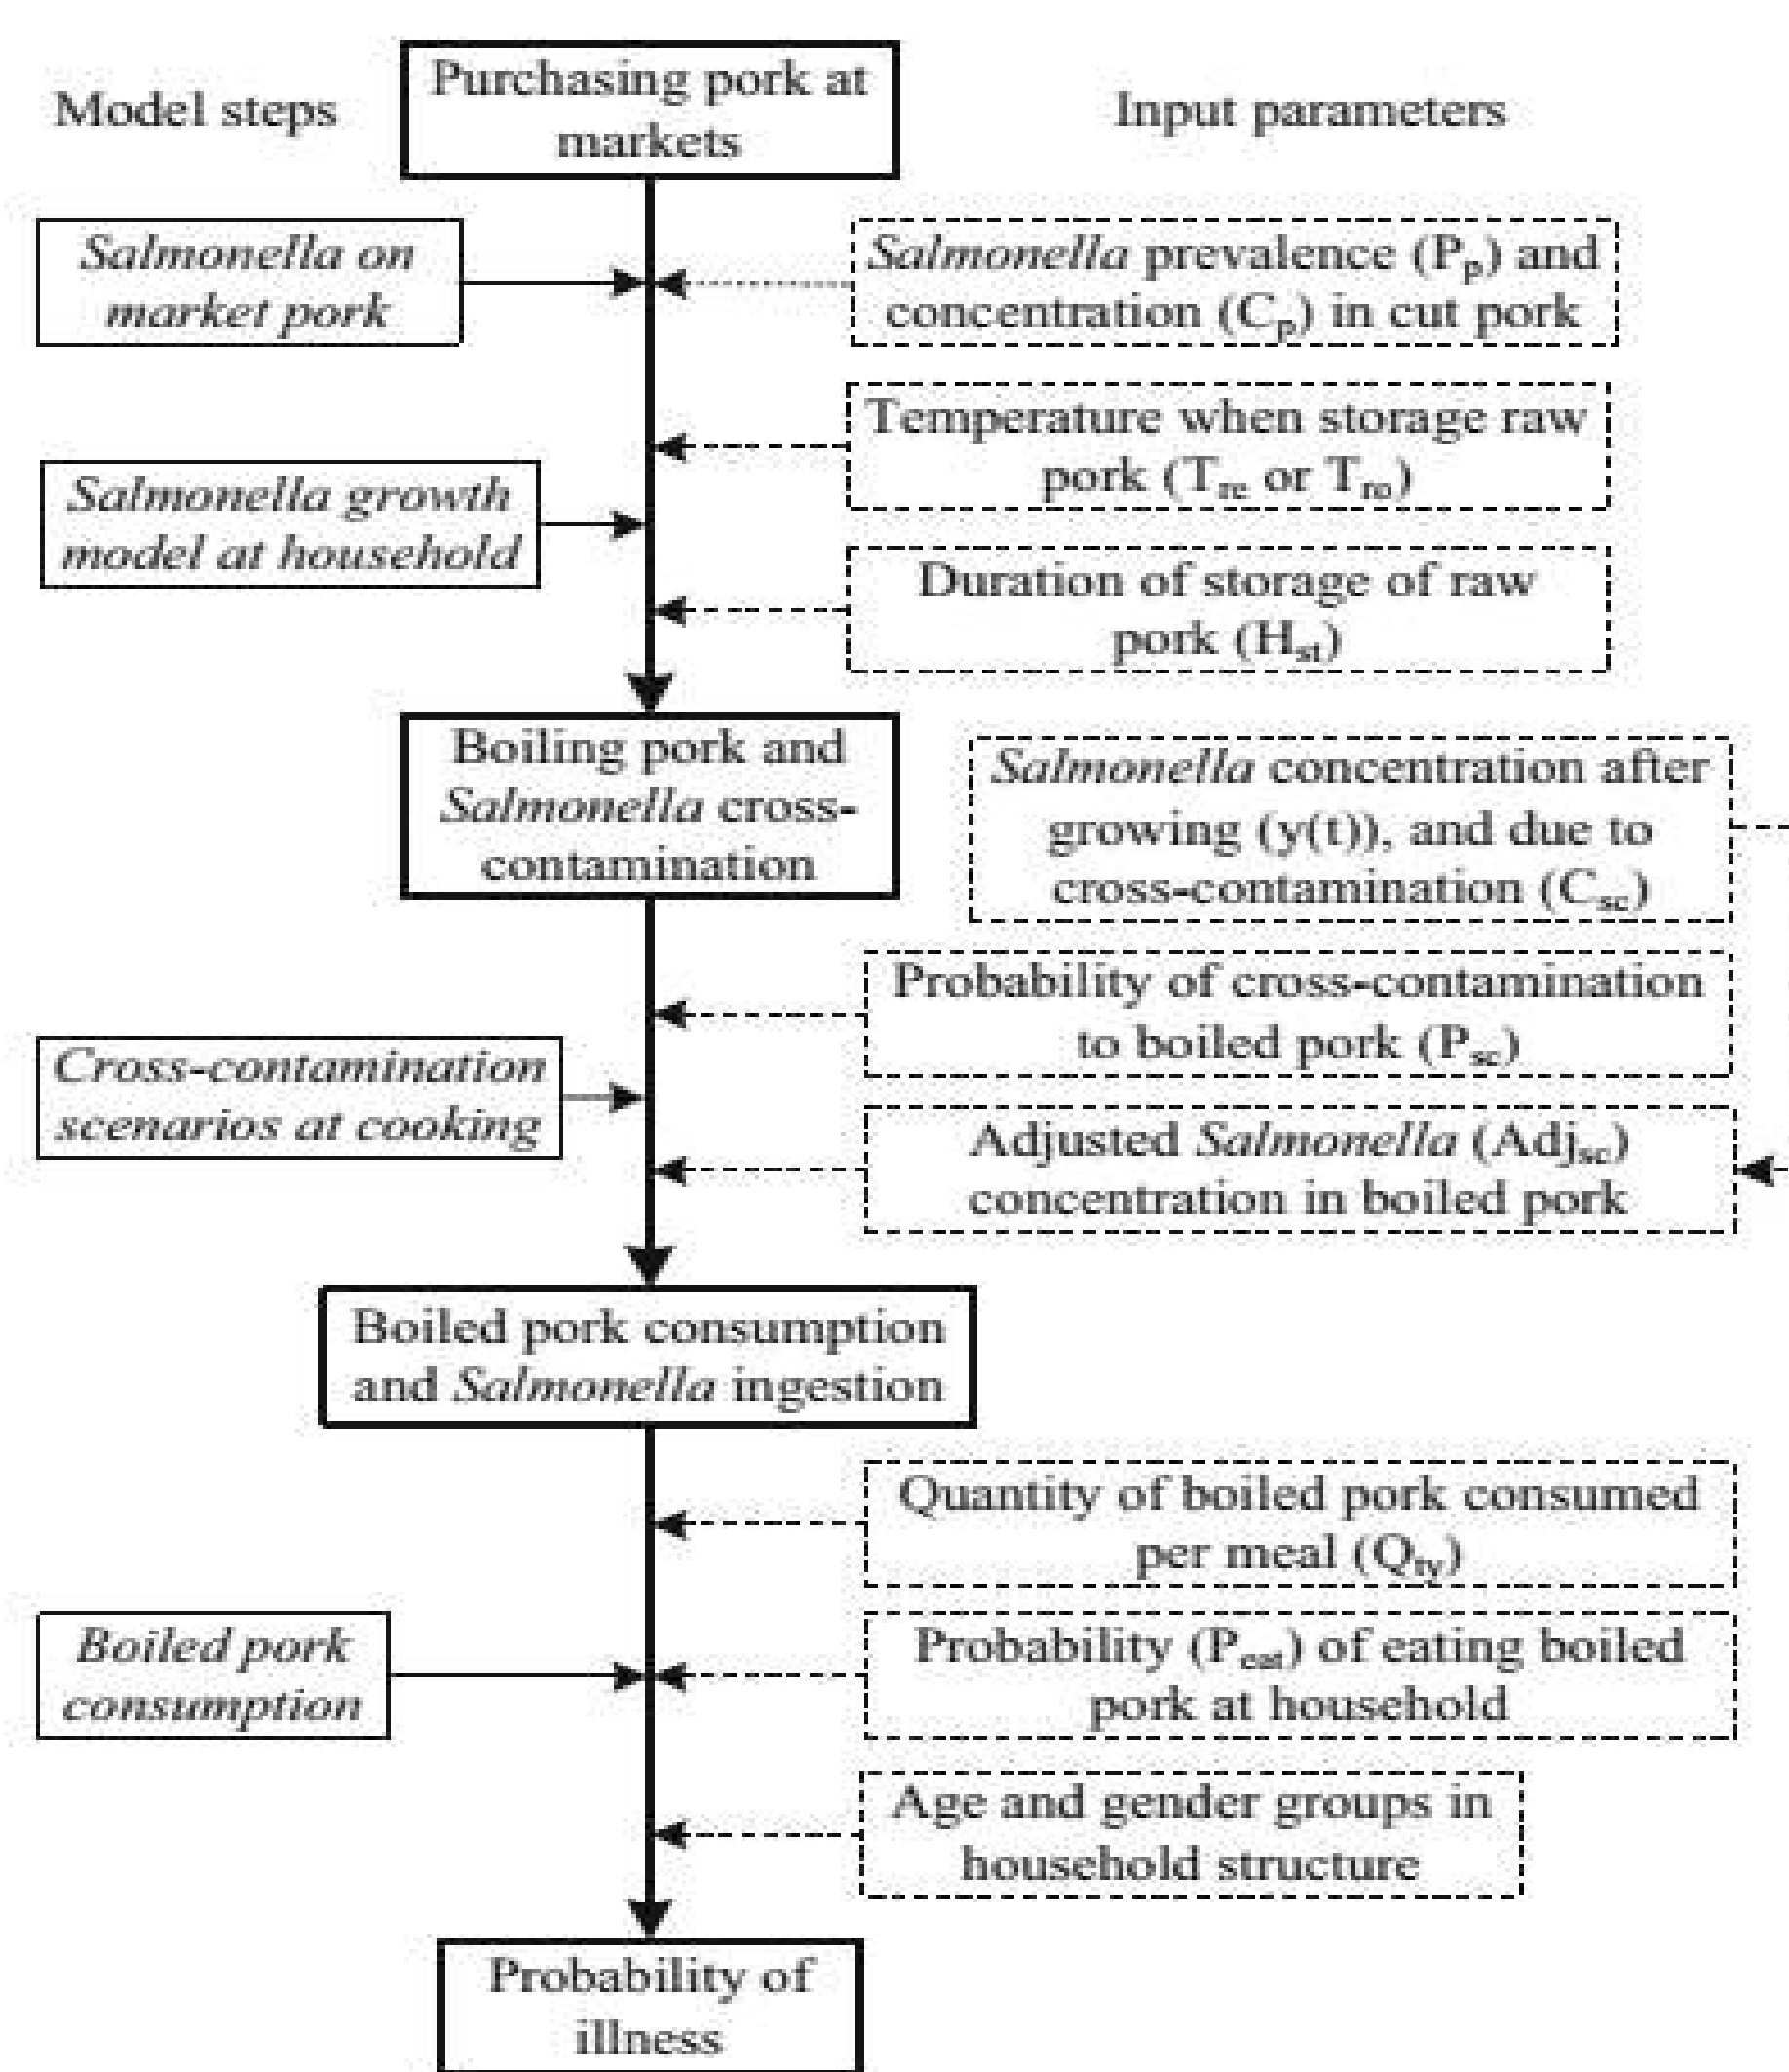 Model steps
Purchasing pork at
markets
Input parameters
Salmonella on
market pork
Salmonella prevalence (Pp) and
concentration (Cp) in cut pork
Temperature when storage raw
pork (Tre or Tro)
Salmonella growth
model at household
Duration of storage of raw
pork (Hst)
Boiling pork and
Salmonella cross-
contamination
Salmonella concentration after
growing (y(t)), and due to
cross-contamination (Csc)
Probability of cross-contamination
to boiled pork (Psc)
Cross-contamination
scenarios at cooking
Adjusted Salmonella (Adjsc)
concentration in boiled pork
Boiled pork consumption
and Salmonella ingestion
Quantity of boiled pork consumed
per meal (Qty)
Boiled pork
consumption
Probability (Peat) of eating boiled
pork at household
Age and gender groups in
household structure
Probability of
illness